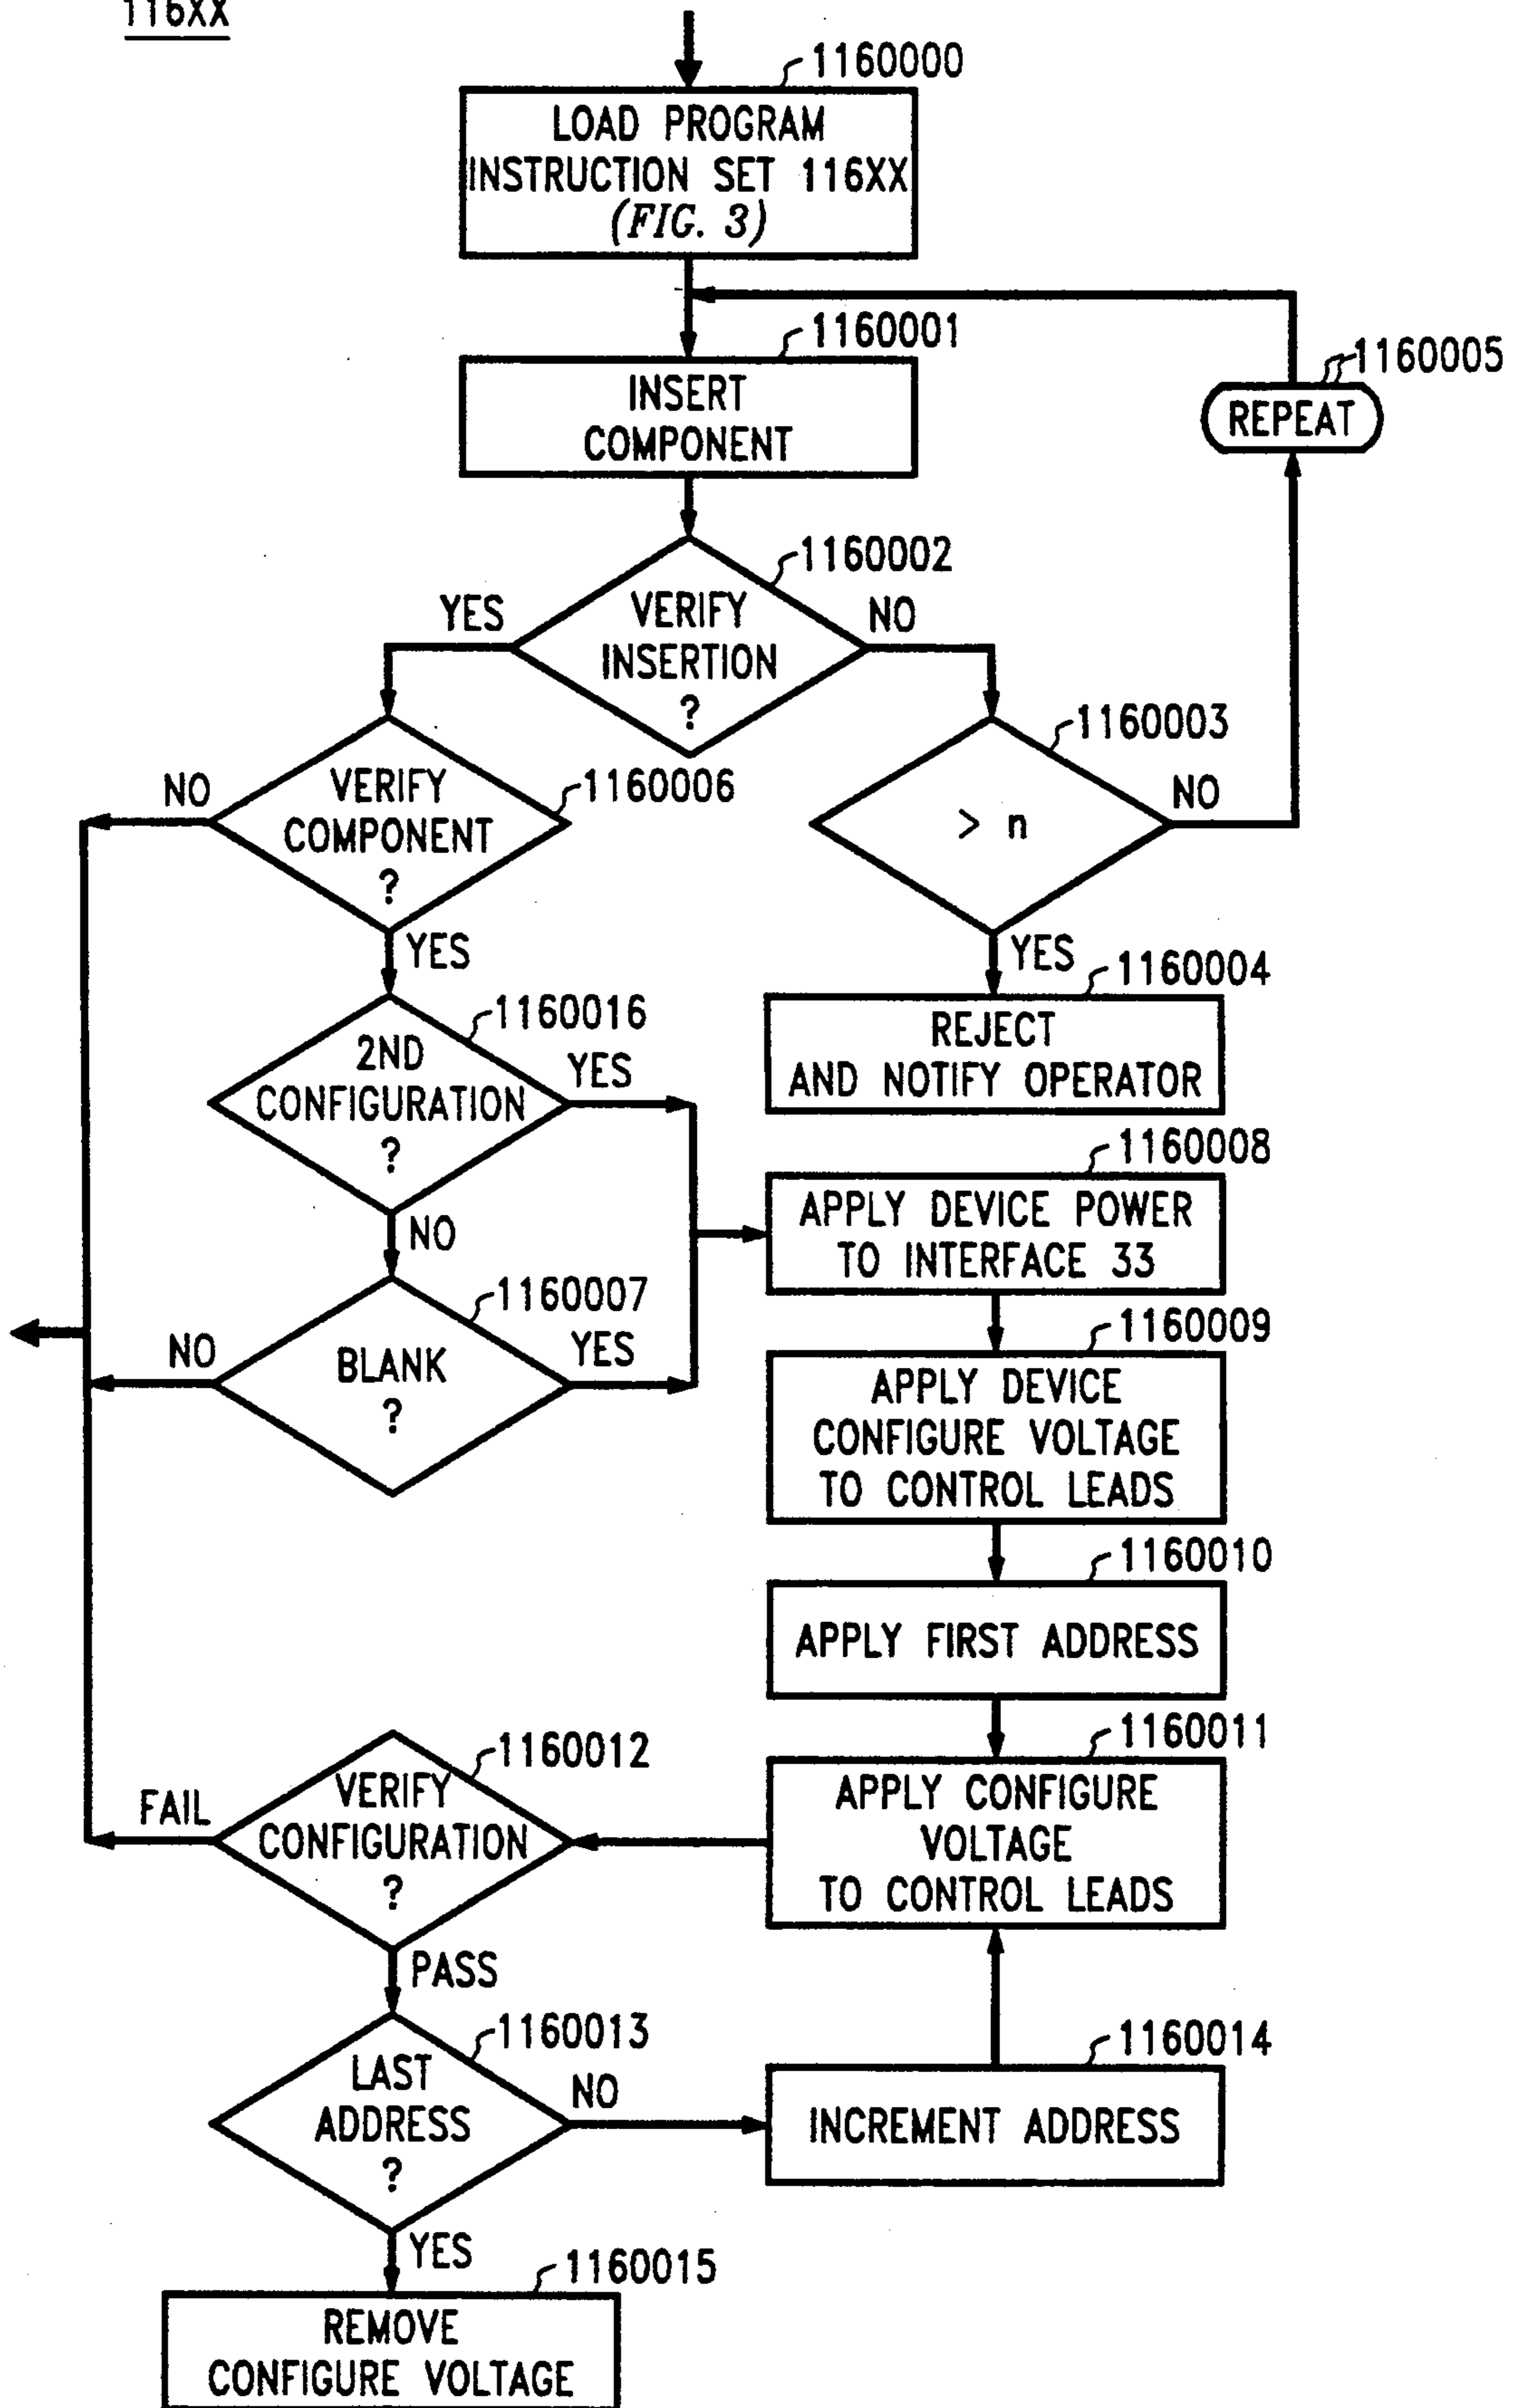 116XX
1160000
LOAD PROGRAM
INSTRUCTION SET 116XX
(FIG. 3)
1160001
INSERT
COMPONENT
1160005
REPEAT
1160002
VERIFY
INSERTION
?
YES
NO
1160003
> n
NO
YES
1160006
VERIFY
COMPONENT
?
NO
YES
1160004
REJECT
AND NOTIFY OPERATOR
1160016
2ND
CONFIGURATION
?
YES
NO
1160008
APPLY DEVICE POWER
TO INTERFACE 33
1160007
BLANK
?
NO
YES
1160009
APPLY DEVICE
CONFIGURE VOLTAGE
TO CONTROL LEADS
1160010
APPLY FIRST ADDRESS
1160011
APPLY CONFIGURE
VOLTAGE
TO CONTROL LEADS
1160012
VERIFY
CONFIGURATION
?
FAIL
PASS
1160013
LAST
ADDRESS
?
NO
YES
1160014
INCREMENT ADDRESS
1160015
REMOVE
CONFIGURE VOLTAGE